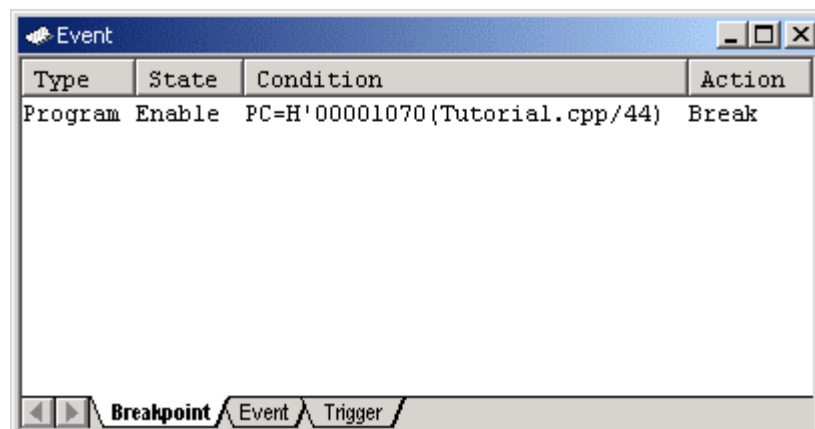 Event
Type State Condition Action
Program Enable PC=H'00001070(Tutorial.cpp/44) Break
Breakpoint Event Trigger